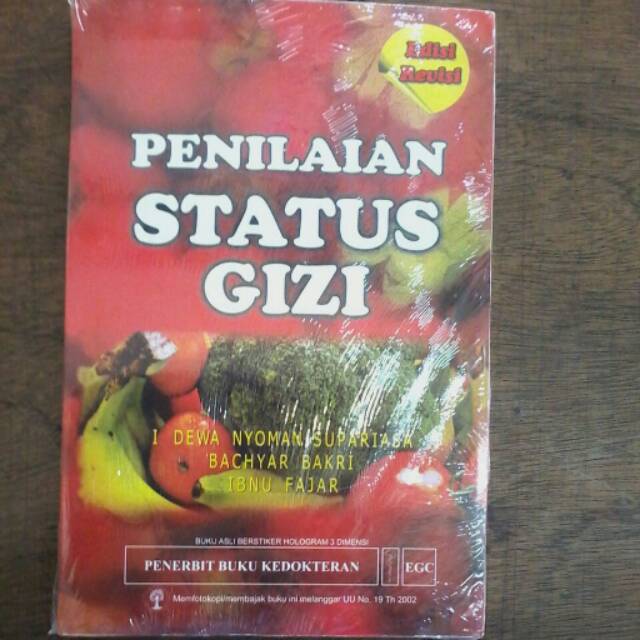 Edisi
Revisi
PENILAIAN
STATUS
GIZI
I DEWA NYOMAN SUPARIASA
BACHYAR BAKRI
IBNU FAJAR
BUKU ASLI BERSTIKER HOLOGRAM 3 DIMENSI
PENERBIT BUKU KEDOKTERAN EGC
Memfotokopi/membajak buku ini melanggar UU No. 19 Th 2002